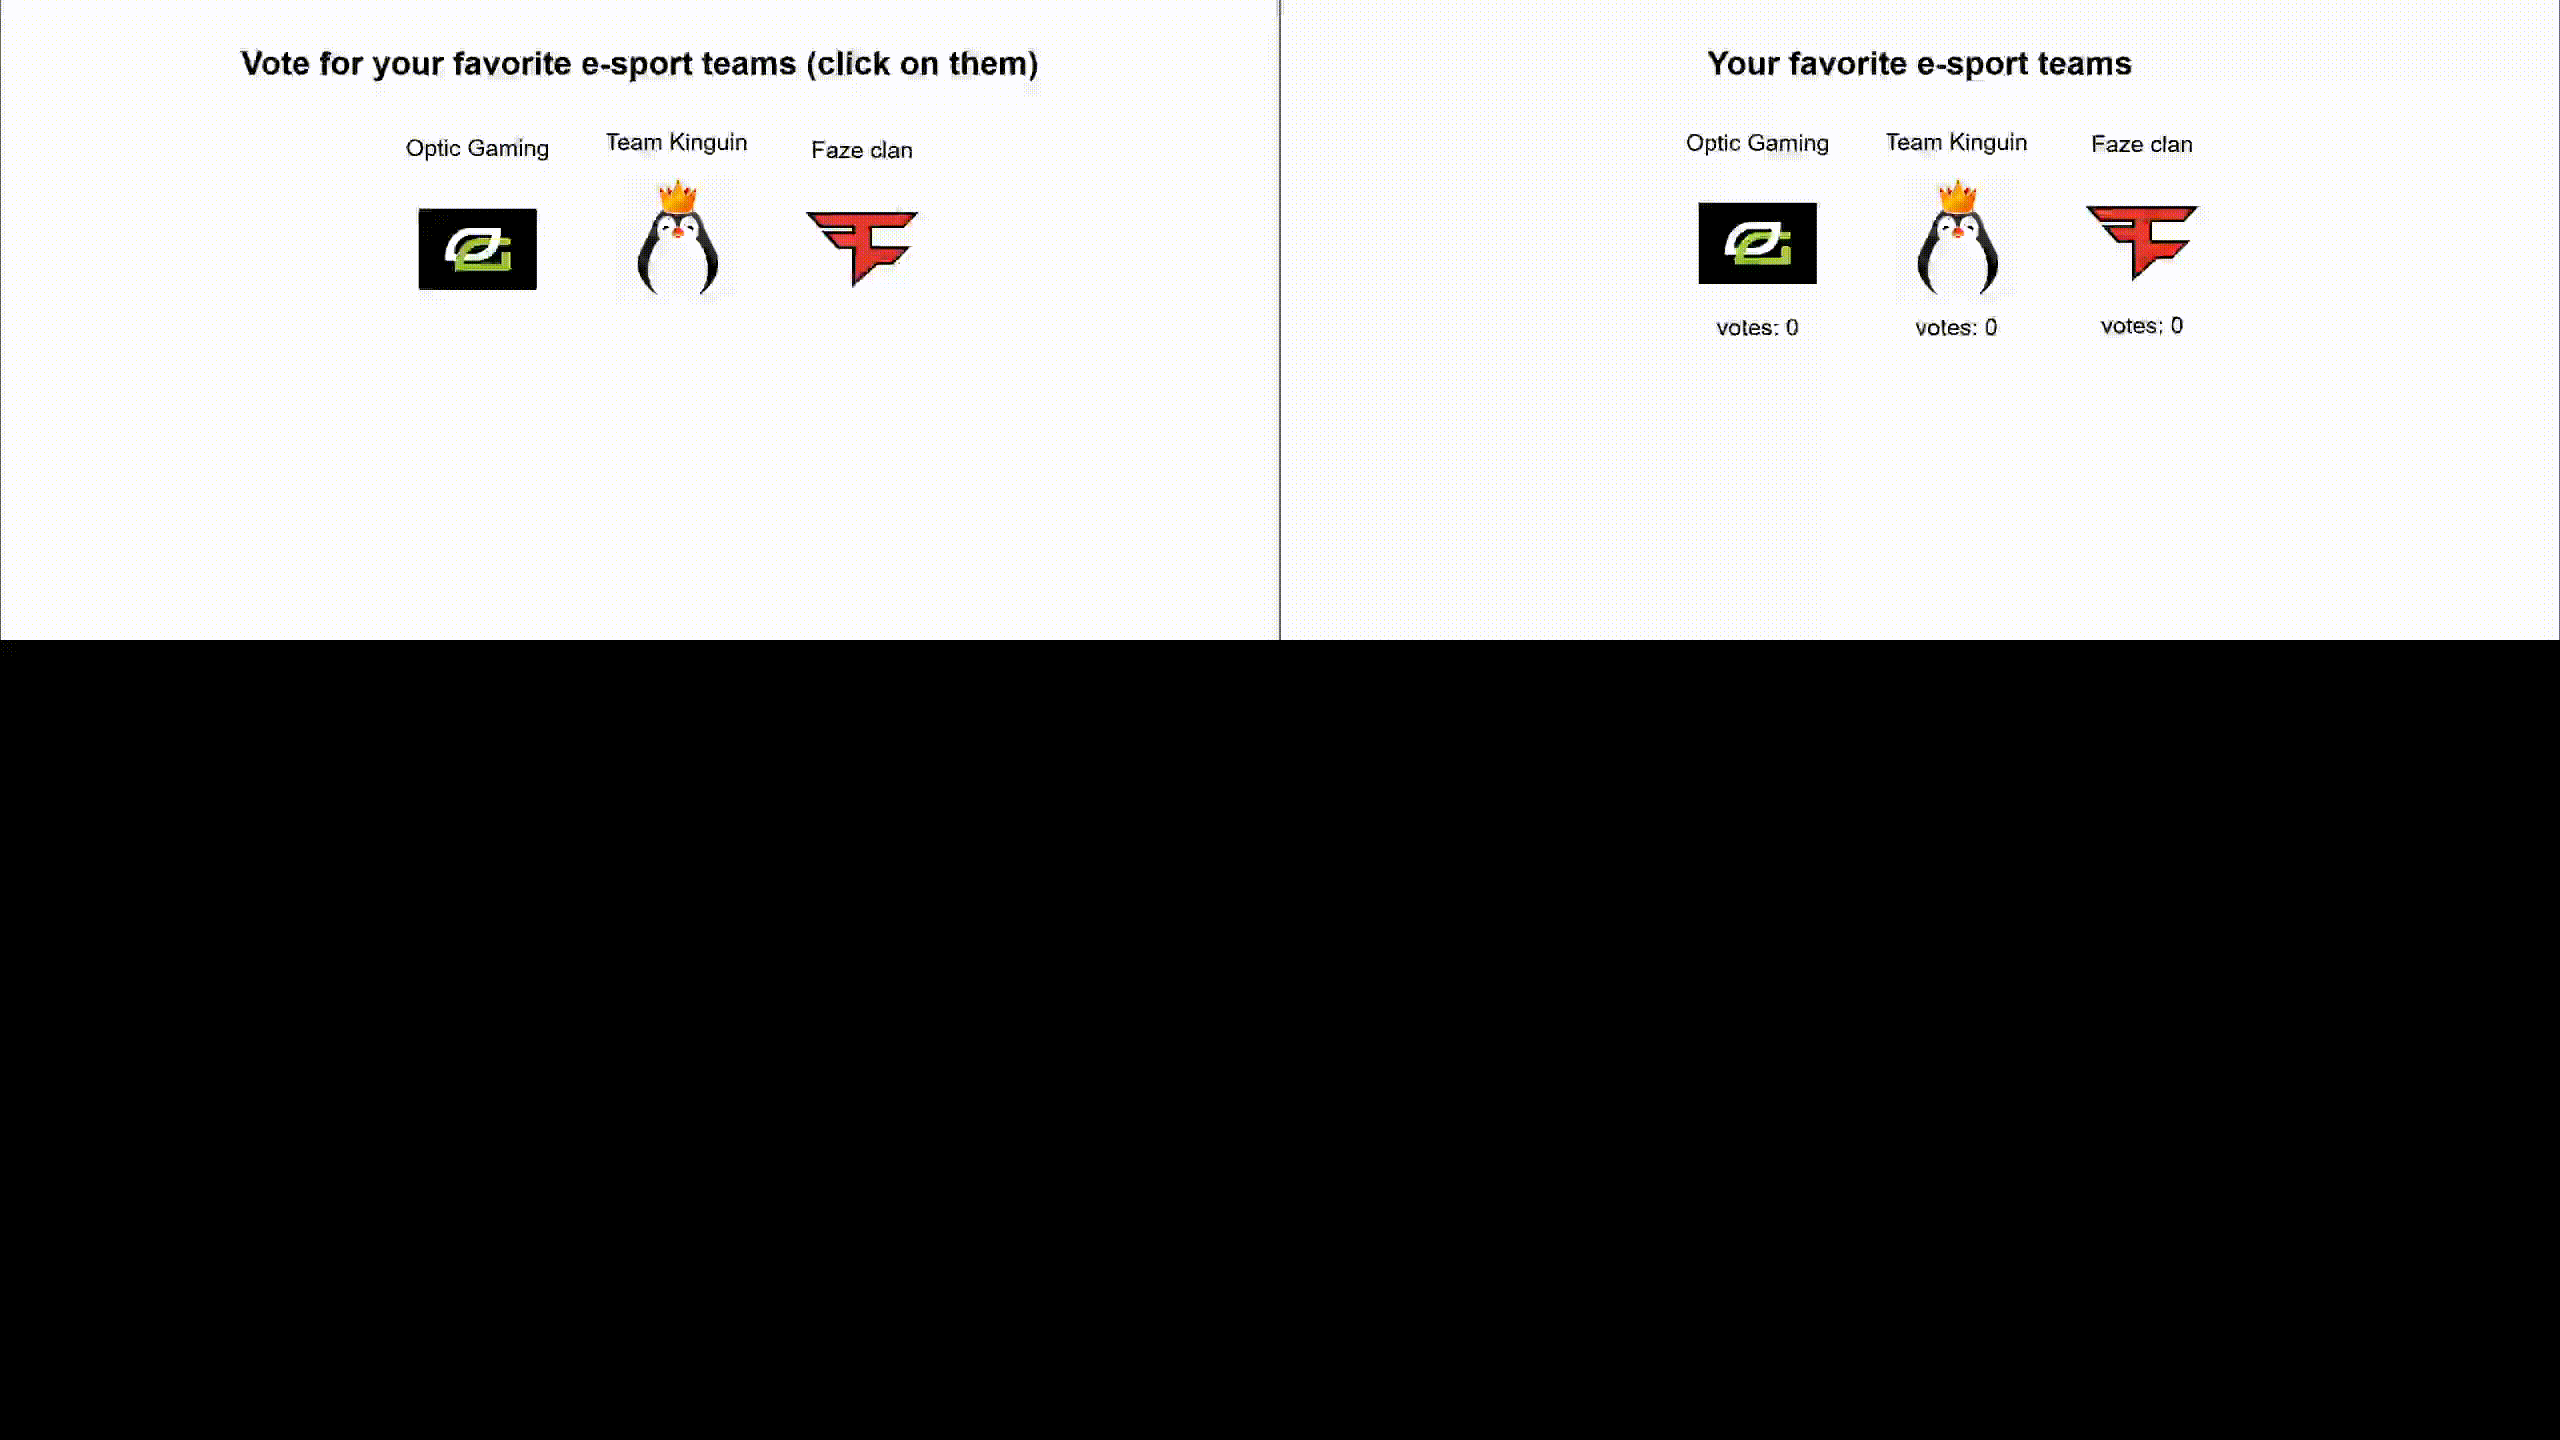 Vote for your favorite e-sport teams (click on them)
Optic Gaming
Team Kinguin
Faze clan
Your favorite e-sport teams
Optic Gaming
Team Kinguin
Faze clan
votes: 0
votes: 0
votes: 0